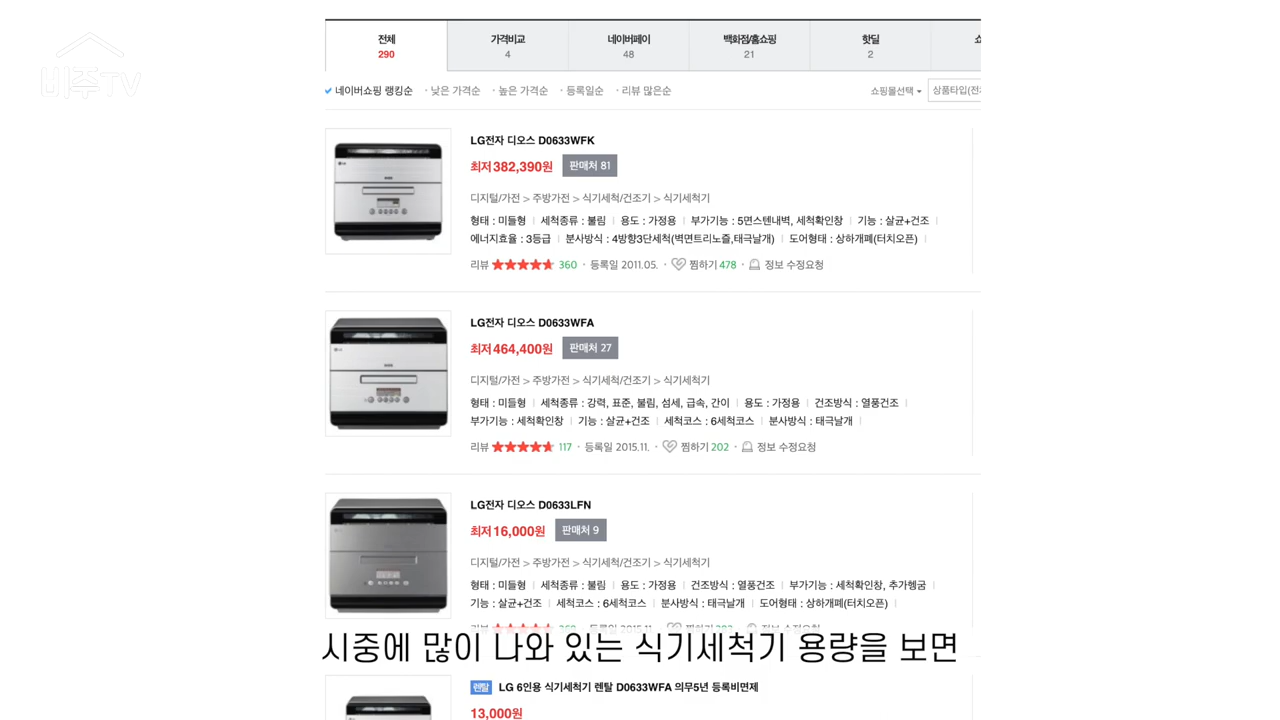 비주TV
전체
290
가격비교
4
네이버페이
48
백화점/홈쇼핑
21
핫딜
2
네이버쇼핑 랭킹순 · 낮은 가격순 · 높은 가격순 · 등록일순 · 리뷰 많은순
쇼핑몰선택
상품타입(전
LG전자 디오스 D0633WFK
최저 382,390원 판매처 81
디지털/가전 > 주방가전 > 식기세척/건조기 > 식기세척기
형태 : 미들형 | 세척종류 : 불림 | 용도 : 가정용 | 부가기능 : 5면스텐내벽, 세척확인창 | 기능 : 살균+건조 |
에너지효율 : 3등급 | 분사방식 : 4방향3단세척(벽면트리노즐,태극날개) | 도어형태 : 상하개폐(터치오픈) |
리뷰 ★★★★★ 360 · 등록일 2011.05. · 찜하기 478 · 정보 수정요청
LG전자 디오스 D0633WFA
최저 464,400원 판매처 27
디지털/가전 > 주방가전 > 식기세척/건조기 > 식기세척기
형태 : 미들형 | 세척종류 : 강력, 표준, 불림, 섬세, 급속, 간이 | 용도 : 가정용 | 건조방식 : 열풍건조 |
부가기능 : 세척확인창 | 기능 : 살균+건조 | 세척코스 : 6세척코스 | 분사방식 : 태극날개 |
리뷰 ★★★★★ 117 · 등록일 2015.11. · 찜하기 202 · 정보 수정요청
LG전자 디오스 D0633LFN
최저 16,000원 판매처 9
디지털/가전 > 주방가전 > 식기세척/건조기 > 식기세척기
형태 : 미들형 | 세척종류 : 불림 | 용도 : 가정용 | 건조방식 : 열풍건조 | 부가기능 : 세척확인창, 추가헹굼 |
기능 : 살균+건조 | 세척코스 : 6세척코스 | 분사방식 : 태극날개 | 도어형태 : 상하개폐(터치오픈) |
시중에 많이 나와 있는 식기세척기 용량을 보면
렌탈 LG 6인용 식기세척기 렌탈 D0633WFA 의무5년 등록비면제
13,000원